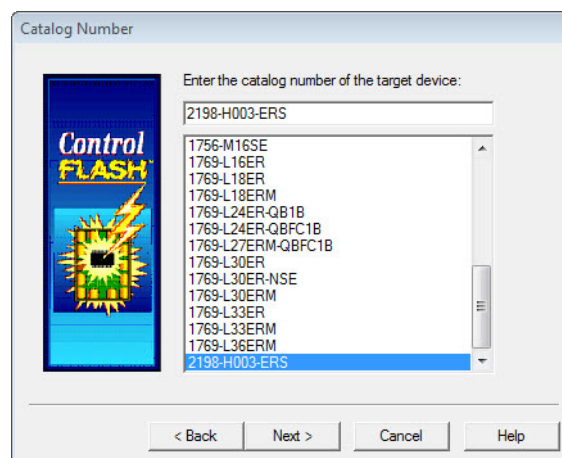 Catalog Number
Enter the catalog number of the target device:
2198-H003-ERS
Control
FLASH
1756-M16SE
1769-L16ER
1769-L18ER
1769-L18ERM
1769-L24ER-QB1B
1769-L24ER-QBFC1B
1769-L27ERM-QBFC1B
1769-L30ER
1769-L30ER-NSE
1769-L30ERM
1769-L33ER
1769-L33ERM
1769-L36ERM
2198-H003-ERS
< Back Next > Cancel Help